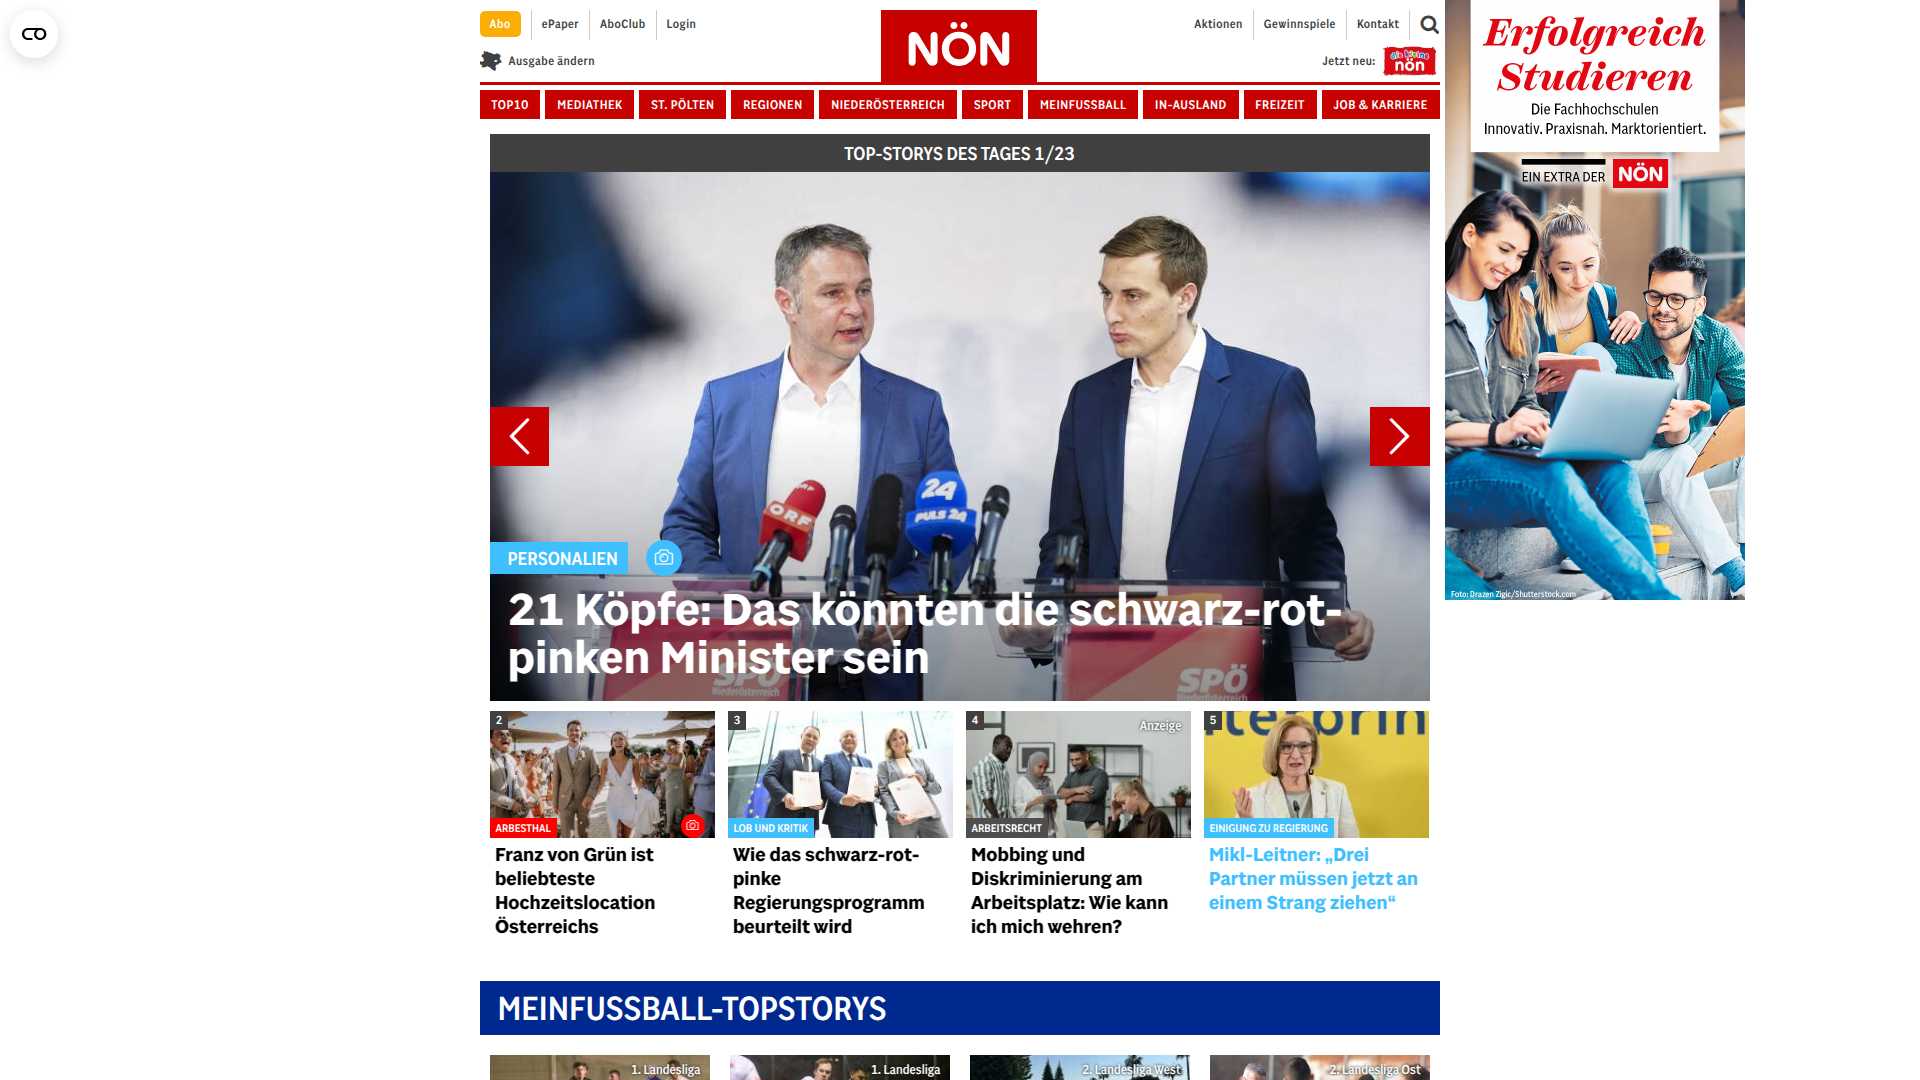 Abo
ePaper
AboClub
Login
NÖN
Aktionen
Gewinnspiele
Kontakt
Ausgabe ändern
Jetzt neu:
die kleine
nön
TOP10
MEDIATHEK
ST. PÖLTEN
REGIONEN
NIEDERÖSTERREICH
SPORT
MEINFUSSBALL
IN-AUSLAND
FREIZEIT
JOB & KARRIERE
TOP-STORYS DES TAGES 1/23
ORF
24
PULS 24
PERSONALIEN
21 Köpfe: Das könnten die schwarz-rot-
pinken Minister sein
SPÖ
Niederösterreich
SPÖ
Niederösterreich
2
ARBESTHAL
Franz von Grün ist
beliebteste
Hochzeitslocation
Österreichs
3
LOB UND KRITIK
Wie das schwarz-rot-
pinke
Regierungsprogramm
beurteilt wird
4
Anzeige
ARBEITSRECHT
Mobbing und
Diskriminierung am
Arbeitsplatz: Wie kann
ich mich wehren?
5
EINIGUNG ZU REGIERUNG
Mikl-Leitner: „Drei
Partner müssen jetzt an
einem Strang ziehen“
MEINFUSSBALL-TOPSTORYS
1. Landesliga
1. Landesliga
2. Landesliga West
2. Landesliga Ost
Erfolgreich
Studieren
Die Fachhochschulen
Innovativ. Praxisnah. Marktorientiert.
EIN EXTRA DER NÖN
Foto: Drazen Zigic/Shutterstock.com